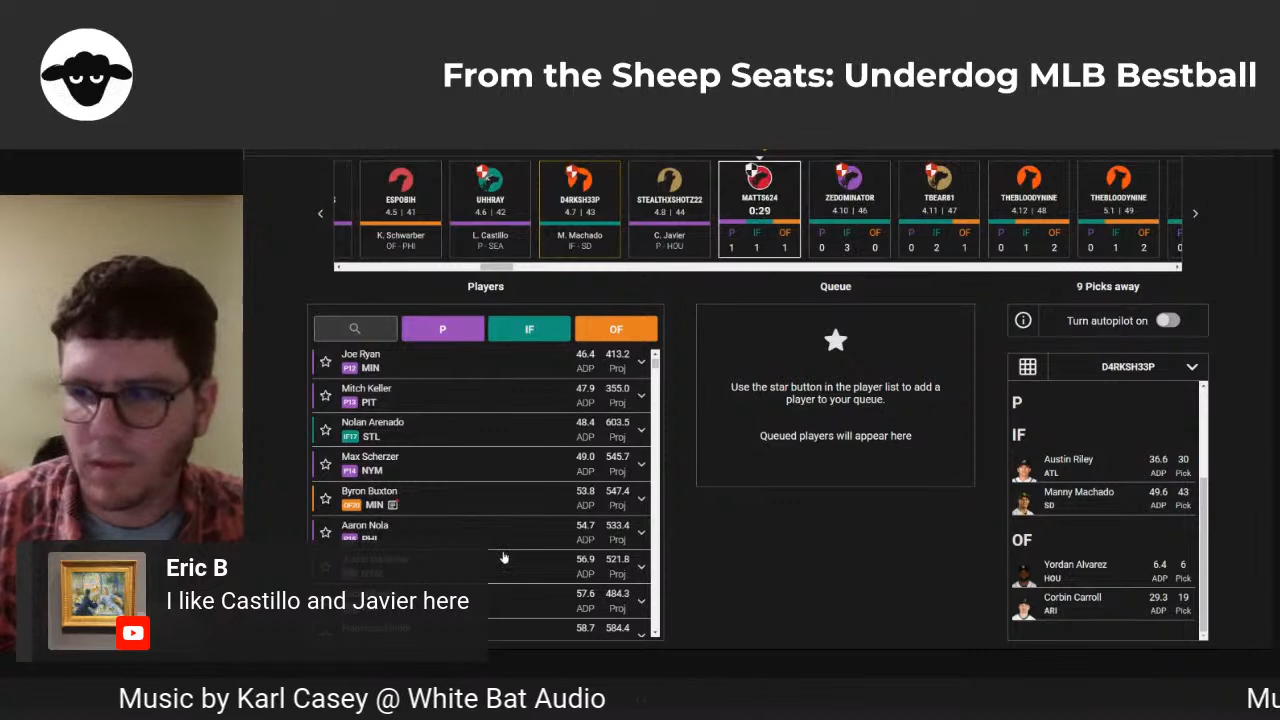 From the Sheep Seats: Underdog MLB Bestball
ESPOBIH
4.5 | 41
K. Schwarber
OF · PHI
UHHRAY
4.6 | 42
L. Castillo
P · SEA
D4RKSH33P
4.7 | 43
M. Machado
IF · SD
STEALTHXSHOTZ22
4.8 | 44
C. Javier
P · HOU
MATTS624
0:29
P IF OF
1 1 1
ZEDOMINATOR
4.10 | 46
P IF OF
0 3 0
TBEAR81
4.11 | 47
P IF OF
0 2 1
THEBLOODYNINE
4.12 | 48
P IF OF
0 1 2
THEBLOODYNINE
5.1 | 49
P IF OF
0 1 2
Players
P IF OF
Joe Ryan 46.4 413.2
P12 MIN ADP Proj
Mitch Keller 47.9 355.0
P13 PIT ADP Proj
Nolan Arenado 48.4 603.5
IF17 STL ADP Proj
Max Scherzer 49.0 545.7
P14 NYM ADP Proj
Byron Buxton 53.8 547.4
OF20 MIN ADP Proj
Aaron Nola 54.7 533.4
P15 PHI ADP Proj
56.9 521.8
ADP Proj
57.6 484.3
ADP Proj
58.7 584.4
Queue
Use the star button in the player list to add a
player to your queue.
Queued players will appear here
9 Picks away
Turn autopilot on
D4RKSH33P
P
IF
Austin Riley 36.6 30
ATL ADP Pick
Manny Machado 49.6 43
SD ADP Pick
OF
Yordan Alvarez 6.4 6
HOU ADP Pick
Corbin Carroll 29.3 19
ARI ADP Pick
Eric B
I like Castillo and Javier here
Music by Karl Casey @ White Bat Audio
Mu